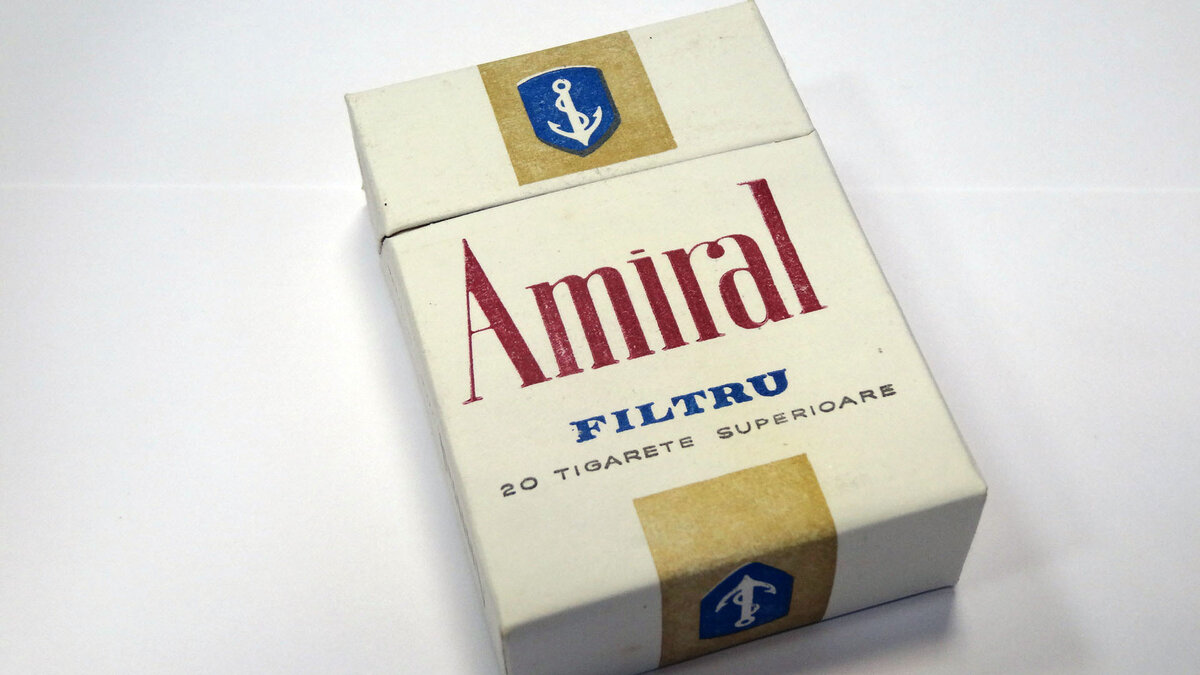 Amiral
FILTRU
20 TIGARETE SUPERIOARE